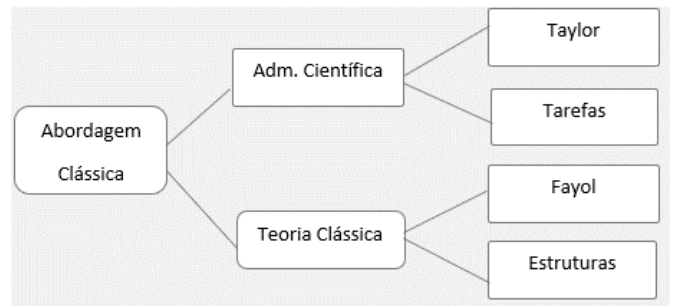 Abordagem
Clássica
Adm. Científica
Taylor
Tarefas
Teoria Clássica
Fayol
Estruturas